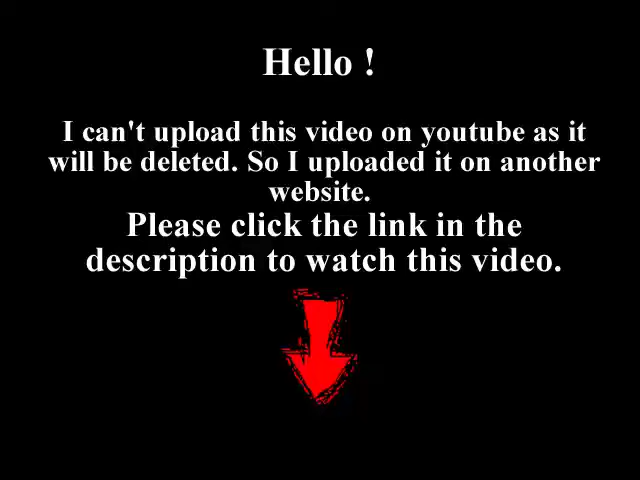 Hello !
I can't upload this video on youtube as it
will be deleted. So I uploaded it on another
website.
Please click the link in the
description to watch this video.